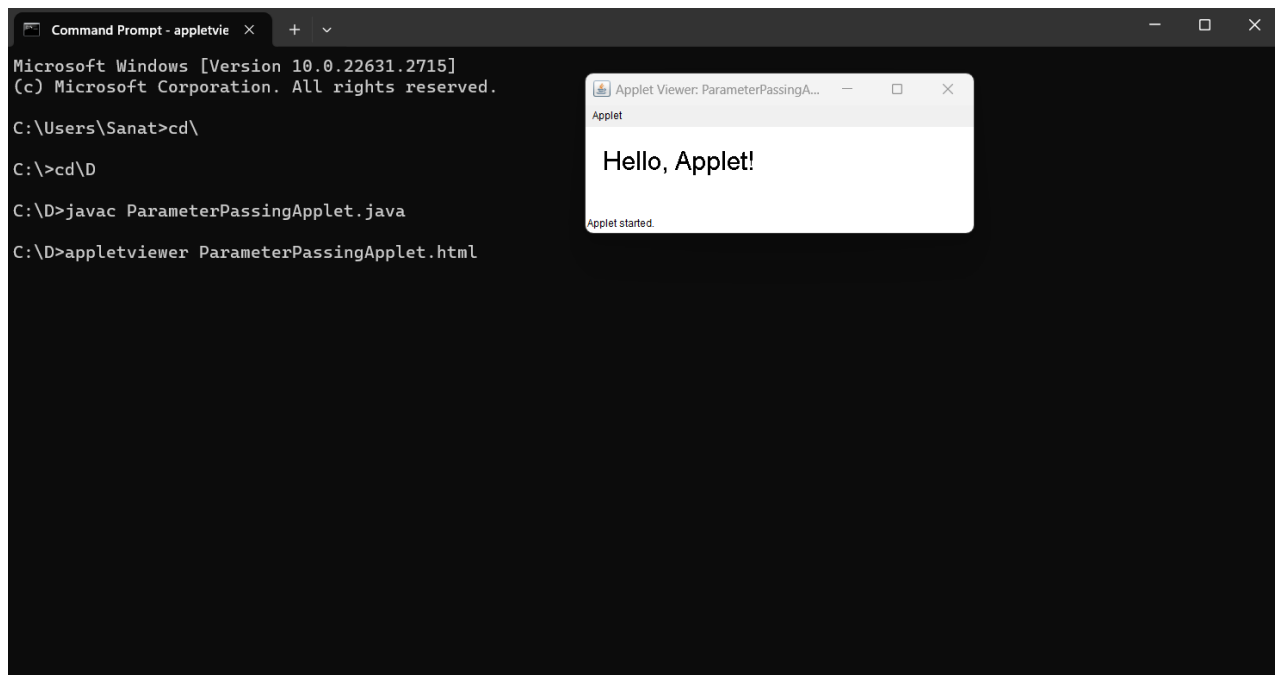 Command Prompt - appletvie
Microsoft Windows [Version 10.0.22631.2715]
(c) Microsoft Corporation. All rights reserved.
C:\Users\Sanat>cd\
C:\>cd\D
C:\D>javac ParameterPassingApplet.java
C:\D>appletviewer ParameterPassingApplet.html
Applet Viewer: ParameterPassingA...
Applet
Hello, Applet!
Applet started.